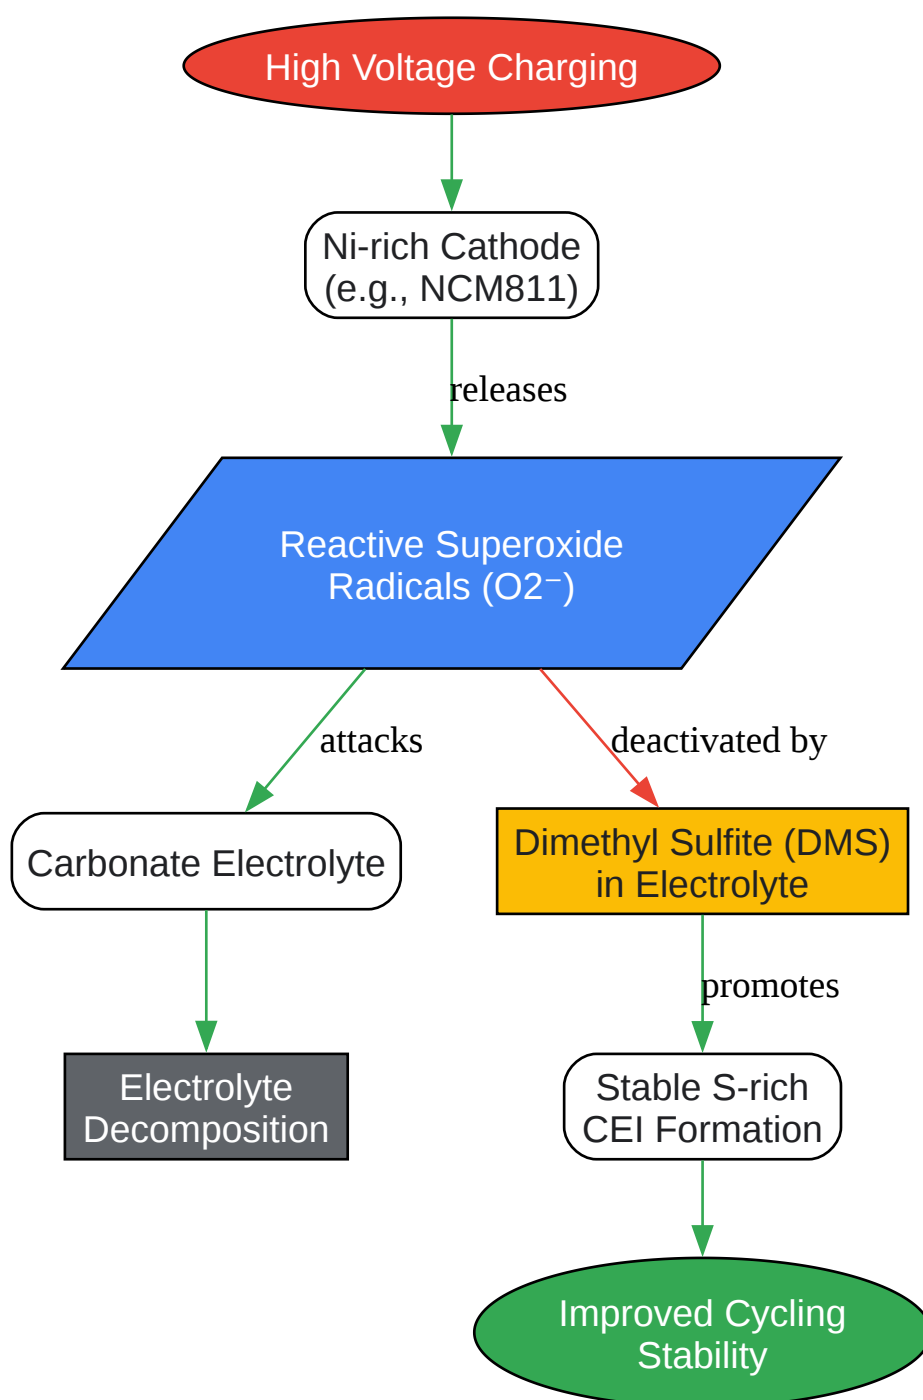 High Voltage Charging
Ni-rich Cathode
(e.g., NCM811)
releases
Reactive Superoxide
Radicals (O2⁻)
attacks
deactivated by
Carbonate Electrolyte
Dimethyl Sulfite (DMS)
in Electrolyte
promotes
Electrolyte
Decomposition
Stable S-rich
CEI Formation
Improved Cycling
Stability